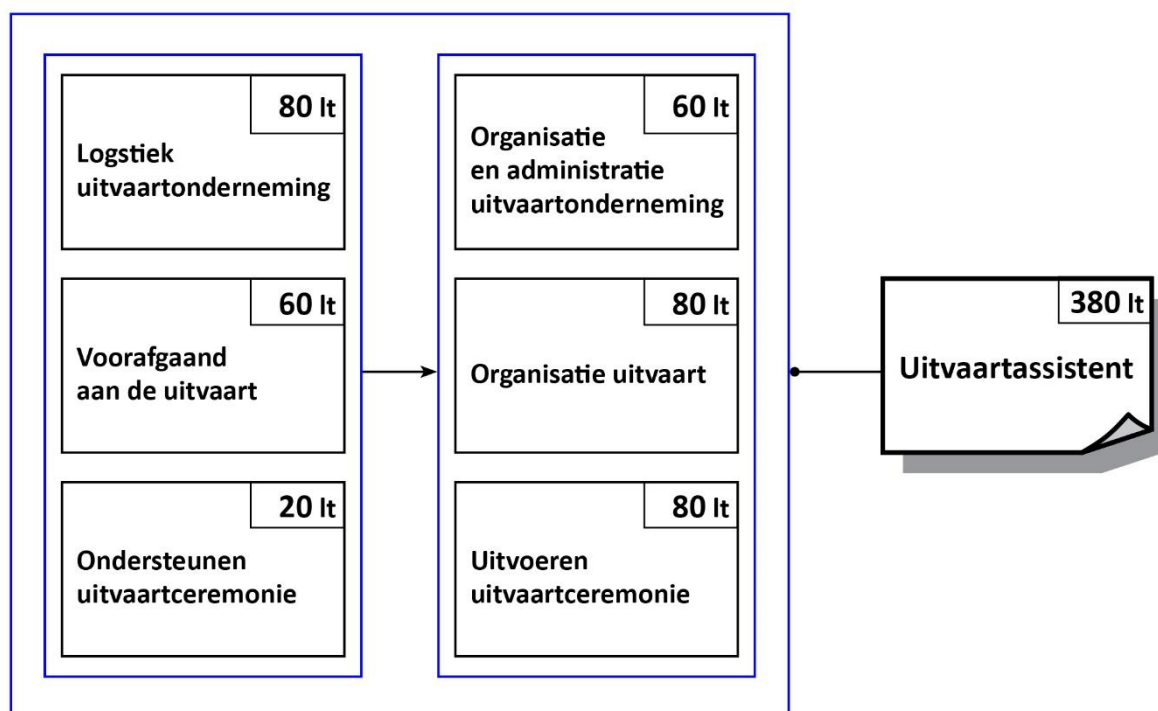 80 lt
Logstiek
uitvaartonderneming
60 lt
Voorafgaand
aan de uitvaart
20 lt
Ondersteunen
uitvaartceremonie
60 lt
Organisatie
en administratie
uitvaartonderneming
80 lt
Organisatie uitvaart
80 lt
Uitvoeren
uitvaartceremonie
380 lt
Uitvaartassistent